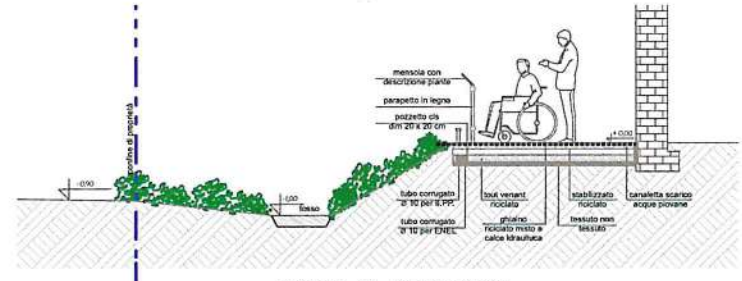 mensola con
descrizione piante
parapetto in legno
pozzetto cls
dim 20 x 20 cm
confine di proprietà
± 0,00
-0,90
-1,00
fosso
tubo corrugato
ø 10 per II.PP.
tubo corrugato
ø 10 per ENEL
tout venant
riciclato
ghiaino
riciclato misto a
calce idraulica
stabilizzato
riciclato
tessuto non
tessuto
canaletta scarico
acque piovane